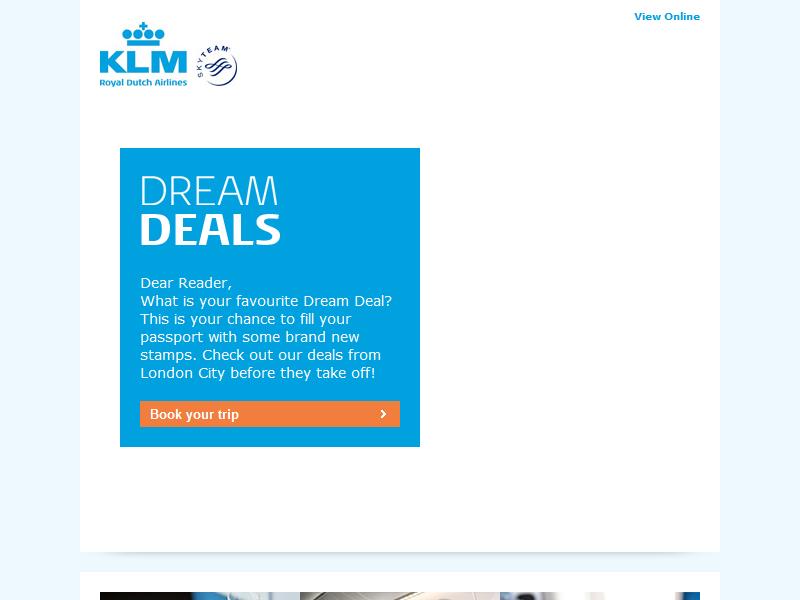 View Online
KLM
Royal Dutch Airlines
SKYTEAM
DREAM
DEALS
Dear Reader,
What is your favourite Dream Deal?
This is your chance to fill your
passport with some brand new
stamps. Check out our deals from
London City before they take off!
Book your trip